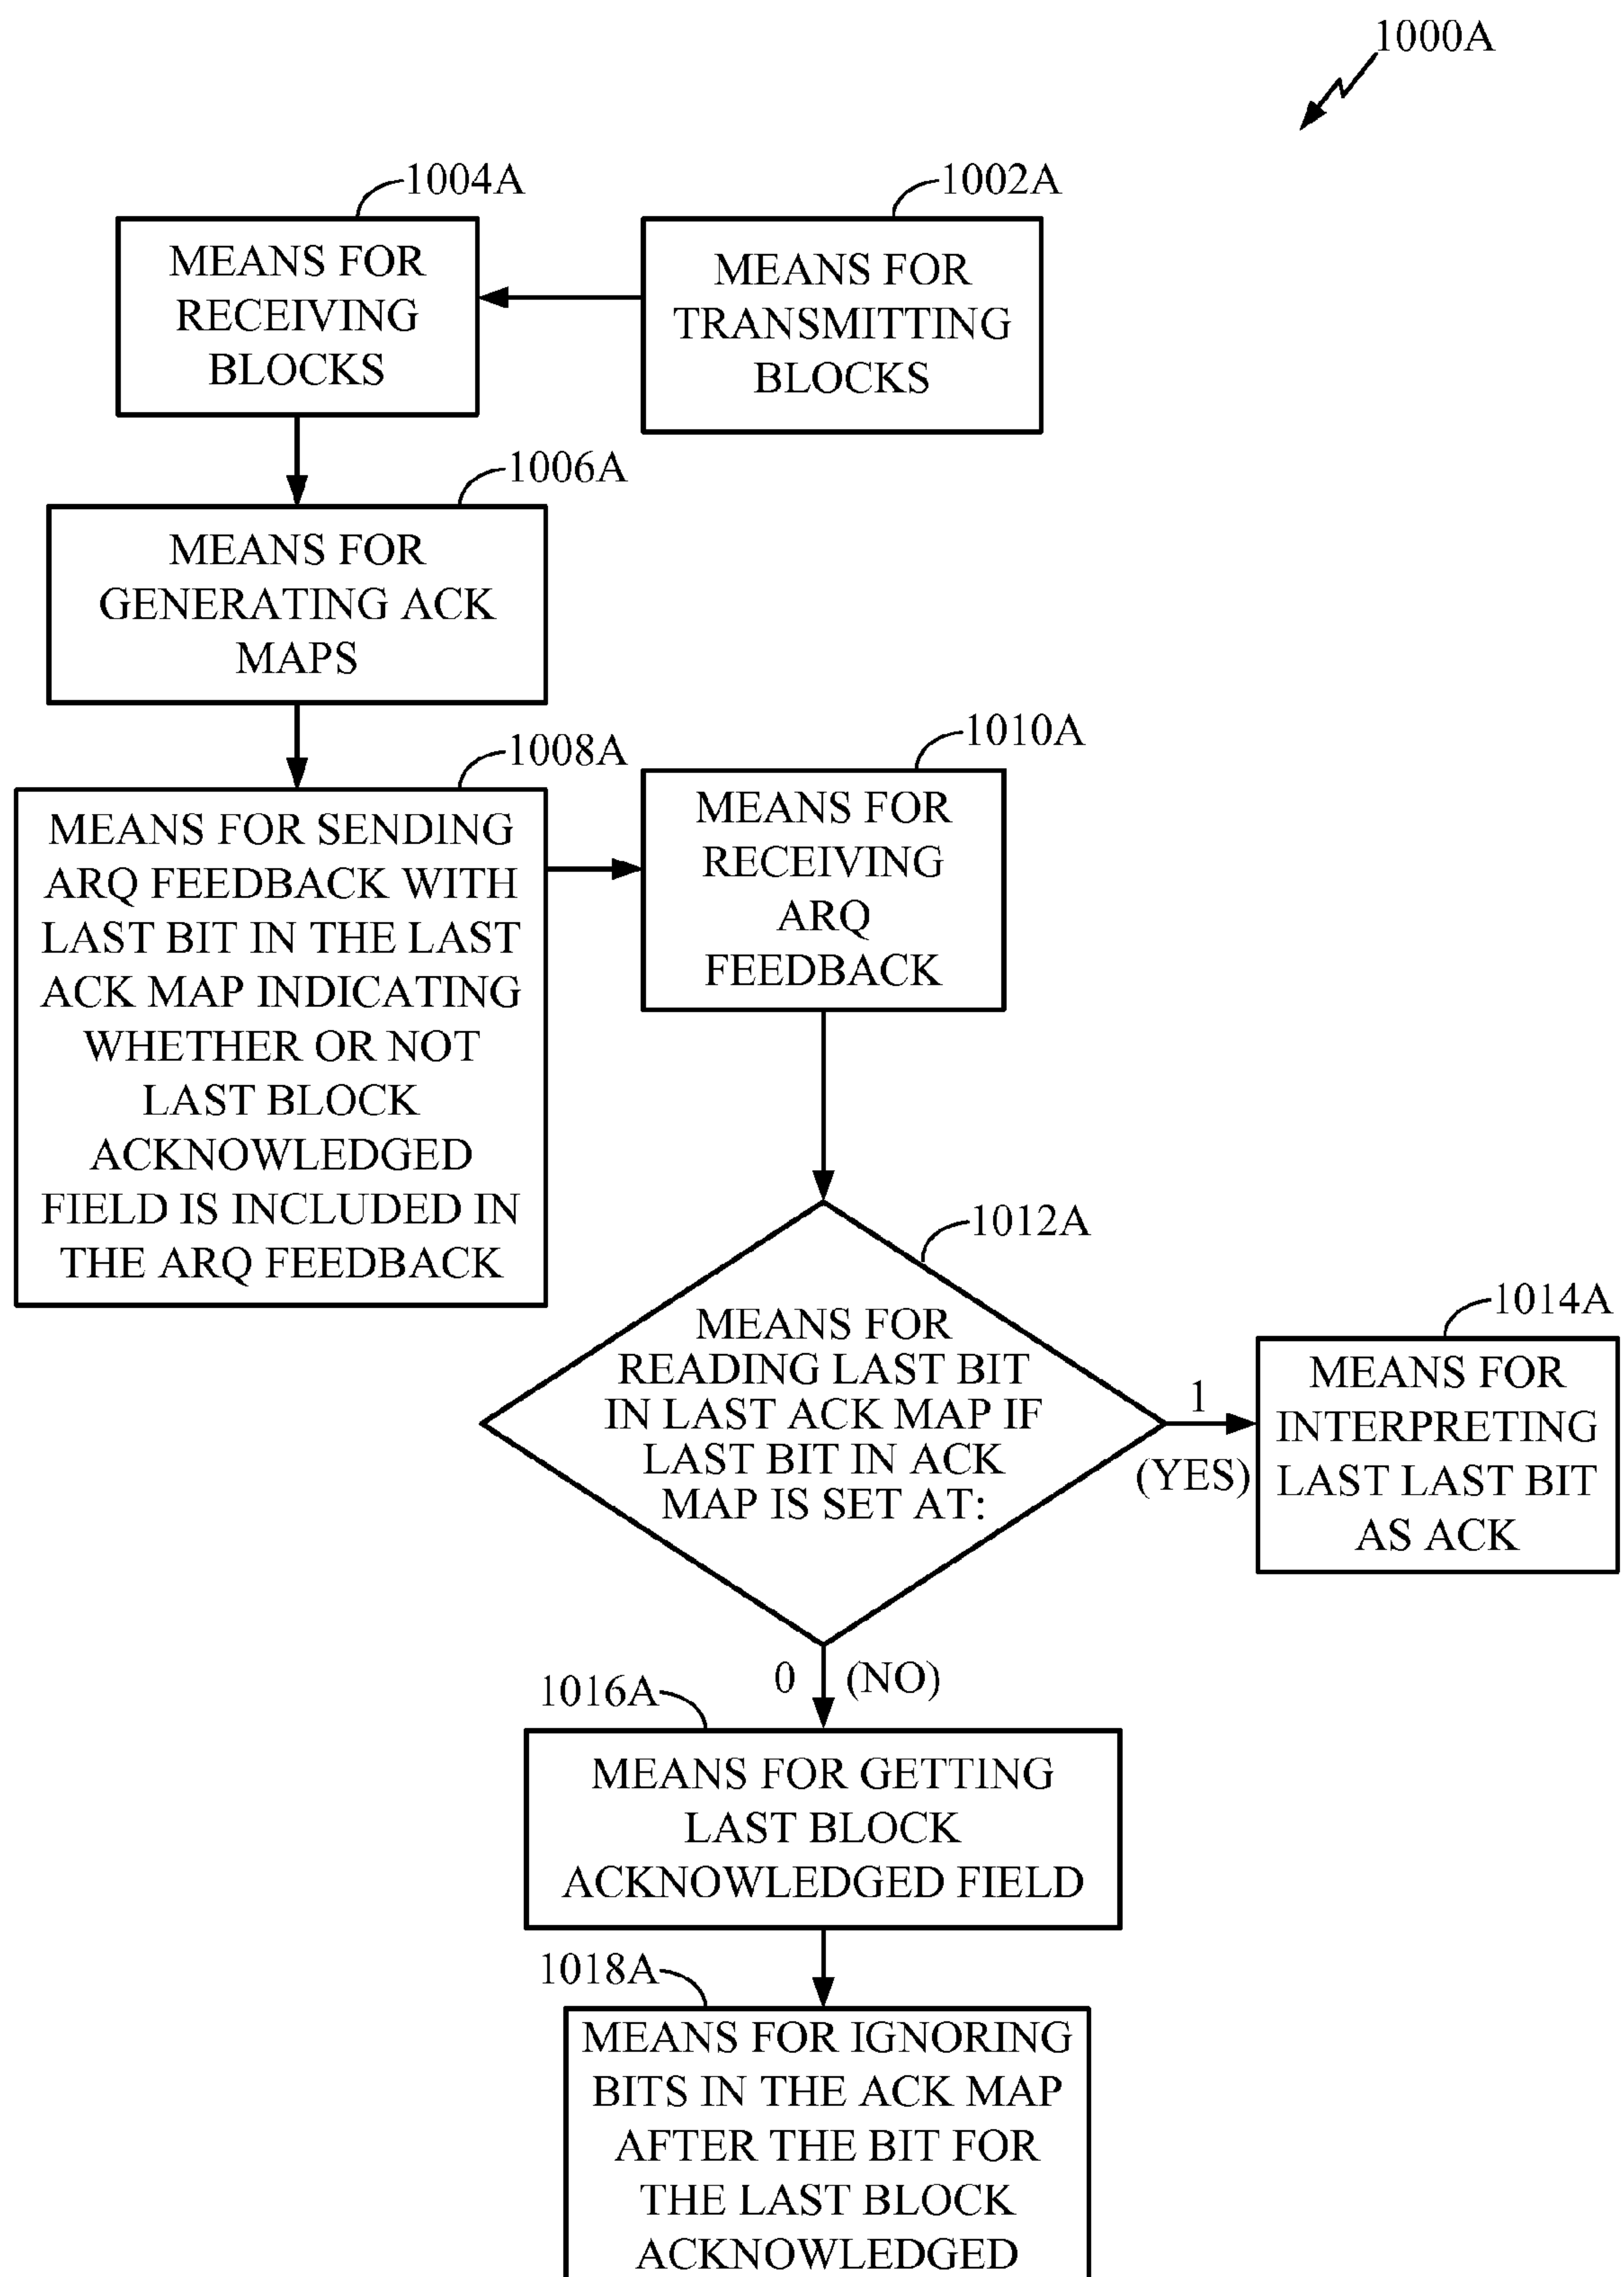 1000A
1004A
MEANS FOR
RECEIVING
BLOCKS
1002A
MEANS FOR
TRANSMITTING
BLOCKS
1006A
MEANS FOR
GENERATING ACK
MAPS
1008A
MEANS FOR SENDING
ARQ FEEDBACK WITH
LAST BIT IN THE LAST
ACK MAP INDICATING
WHETHER OR NOT
LAST BLOCK
ACKNOWLEDGED
FIELD IS INCLUDED IN
THE ARQ FEEDBACK
1010A
MEANS FOR
RECEIVING
ARQ
FEEDBACK
1012A
MEANS FOR
READING LAST BIT
IN LAST ACK MAP IF
LAST BIT IN ACK
MAP IS SET AT:
1
(YES)
1014A
MEANS FOR
INTERPRETING
LAST LAST BIT
AS ACK
0 (NO)
1016A
MEANS FOR GETTING
LAST BLOCK
ACKNOWLEDGED FIELD
1018A
MEANS FOR IGNORING
BITS IN THE ACK MAP
AFTER THE BIT FOR
THE LAST BLOCK
ACKNOWLEDGED